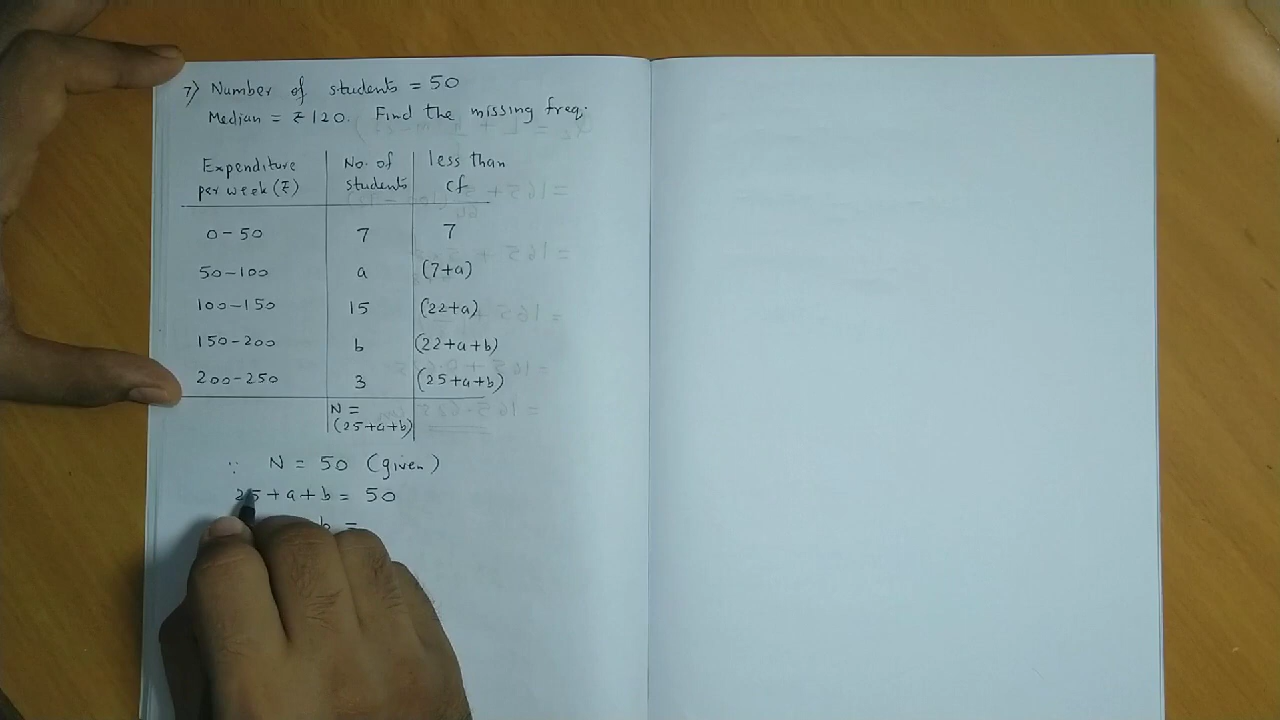 7) Number of students = 50
Median = ₹120. Find the missing freq.
Expenditure per week (₹) No. of students less than cf
0-50 7 7
50-100 a (7+a)
100-150 15 (22+a)
150-200 b (22+a+b)
200-250 3 (25+a+b)
N = (25+a+b)
∵ N = 50 (given)
25+a+b = 50
b =